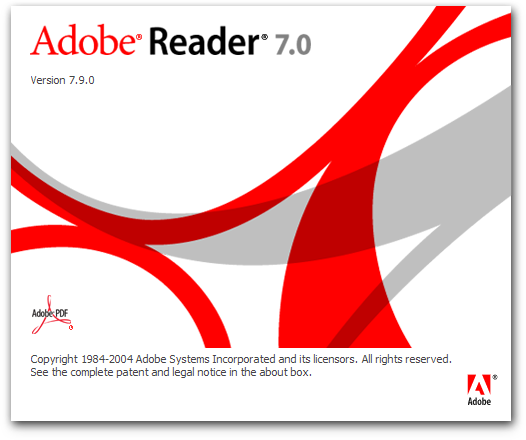 Adobe® Reader® 7.0
Version 7.9.0
Adobe PDF
®
Copyright 1984-2004 Adobe Systems Incorporated and its licensors. All rights reserved.
See the complete patent and legal notice in the about box.
®
Adobe